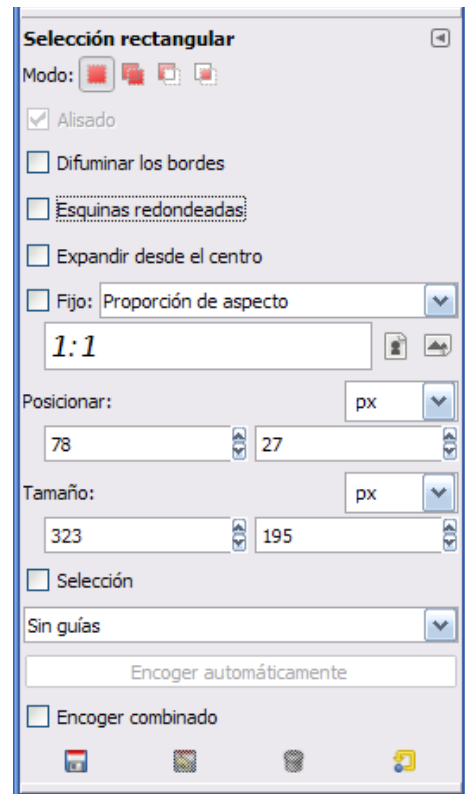 Selección rectangular
Modo:
Alisado
Difuminar los bordes
Esquinas redondeadas
Expandir desde el centro
Fijo: Proporción de aspecto
1:1
Posicionar: px
78 27
Tamaño: px
323 195
Selección
Sin guías
Encoger automáticamente
Encoger combinado